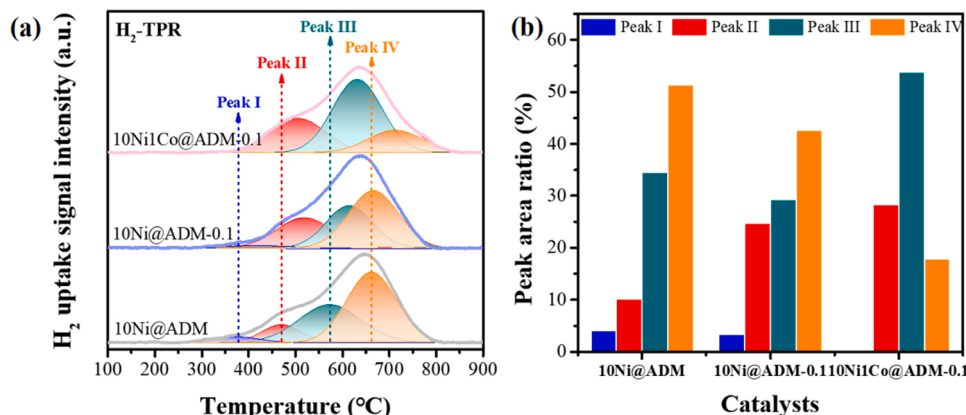 (a)
H2-TPR
Peak III
Peak IV
Peak II
Peak I
10Ni1Co@ADM-0.1
10Ni@ADM-0.1
10Ni@ADM
H2 uptake signal intensity (a.u.)
100 200 300 400 500 600 700 800 900
Temperature (℃)
(b)
Peak I Peak II Peak III Peak IV
60
50
40
30
20
10
0
Peak area ratio (%)
10Ni@ADM 10Ni@ADM-0.1 10Ni1Co@ADM-0.1
Catalysts